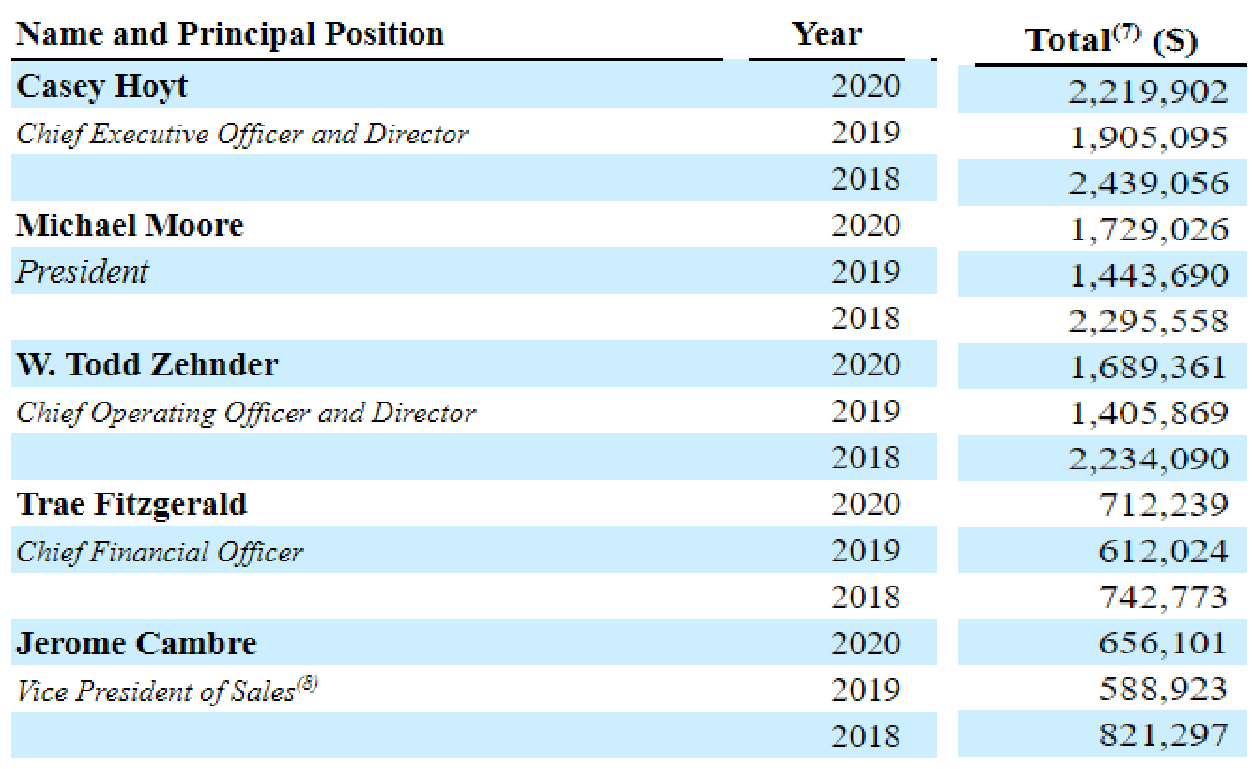 Name and Principal Position Year Total(7) ($)
Casey Hoyt 2020 2,219,902
Chief Executive Officer and Director 2019 1,905,095
2018 2,439,056
Michael Moore 2020 1,729,026
President 2019 1,443,690
2018 2,295,558
W. Todd Zehnder 2020 1,689,361
Chief Operating Officer and Director 2019 1,405,869
2018 2,234,090
Trae Fitzgerald 2020 712,239
Chief Financial Officer 2019 612,024
2018 742,773
Jerome Cambre 2020 656,101
Vice President of Sales(8) 2019 588,923
2018 821,297